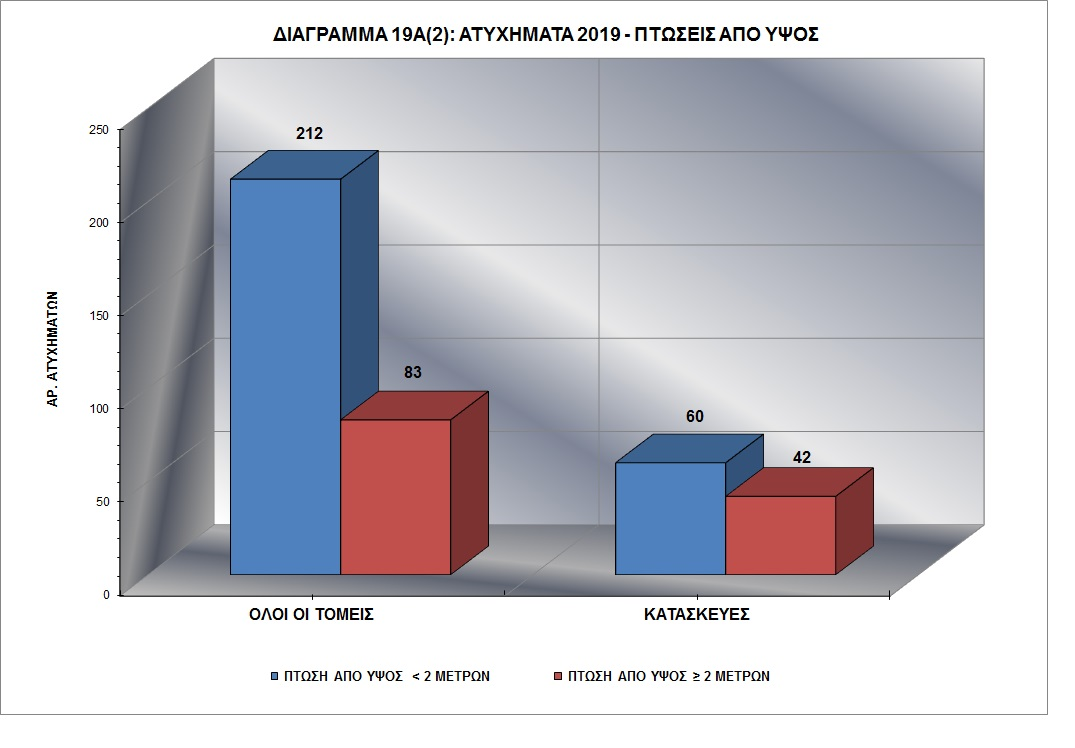 ΔΙΑΓΡΑΜΜΑ 19Α(2): ΑΤΥΧΗΜΑΤΑ 2019 - ΠΤΩΣΕΙΣ ΑΠΟ ΥΨΟΣ
ΑΡ. ΑΤΥΧΗΜΑΤΩΝ
250
200
150
100
50
0
212
83
60
42
ΟΛΟΙ ΟΙ ΤΟΜΕΙΣ
ΚΑΤΑΣΚΕΥΕΣ
ΠΤΩΣΗ ΑΠΟ ΥΨΟΣ < 2 ΜΕΤΡΩΝ
ΠΤΩΣΗ ΑΠΟ ΥΨΟΣ ≥ 2 ΜΕΤΡΩΝ